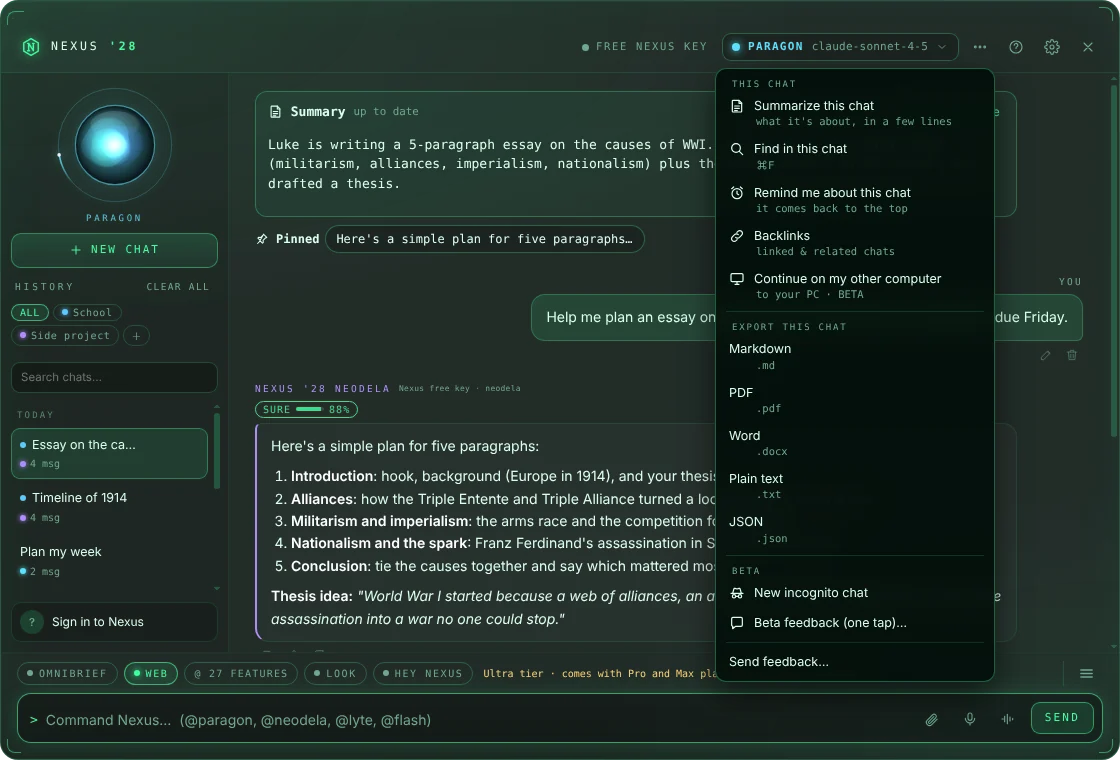 NEXUS '28
FREE NEXUS KEY
PARAGON claude-sonnet-4-5
PARAGON
+ NEW CHAT
HISTORY CLEAR ALL
ALL
School
Side project
+
Search chats...
TODAY
Essay on the ca...
4 msg
Timeline of 1914
4 msg
Plan my week
2 msg
? Sign in to Nexus
Summary up to date
Luke is writing a 5-paragraph essay on the causes of WWI.
(militarism, alliances, imperialism, nationalism) plus
drafted a thesis.
Pinned Here's a simple plan for five paragraphs…
YOU
Help me plan an essay on due Friday.
NEXUS '28 NEODELA Nexus free key · neodela
SURE 88%
Here's a simple plan for five paragraphs:
1. Introduction: hook, background (Europe in 1914), and your thesis
2. Alliances: how the Triple Entente and Triple Alliance turned a
3. Militarism and imperialism: the arms race and the competition
4. Nationalism and the spark: Franz Ferdinand's assassination in
5. Conclusion: tie the causes together and say which mattered
Thesis idea: "World War I started because a web of alliances, an
assassination into a war no one could stop."
THIS CHAT
Summarize this chat
what it's about, in a few lines
Find in this chat
⌘F
Remind me about this chat
it comes back to the top
Backlinks
linked & related chats
Continue on my other computer
to your PC · BETA
EXPORT THIS CHAT
Markdown
.md
PDF
.pdf
Word
.docx
Plain text
.txt
JSON
.json
BETA
New incognito chat
Beta feedback (one tap)...
Send feedback...
OMNIBRIEF
WEB
@ 27 FEATURES
LOOK
HEY NEXUS
Ultra tier · comes with Pro and Max
> Command Nexus... (@paragon, @neodela, @lyte, @flash)
SEND